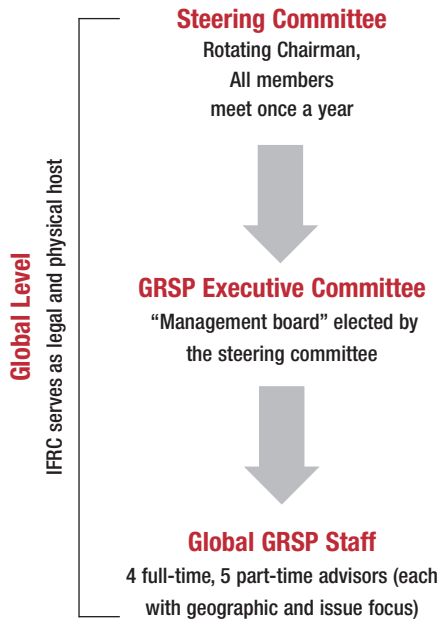 Steering Committee
Rotating Chairman,
All members
meet once a year
Global Level
IFRC serves as legal and physical host
GRSP Executive Committee
“Management board” elected by
the steering committee
Global GRSP Staff
4 full-time, 5 part-time advisors (each
with geographic and issue focus)